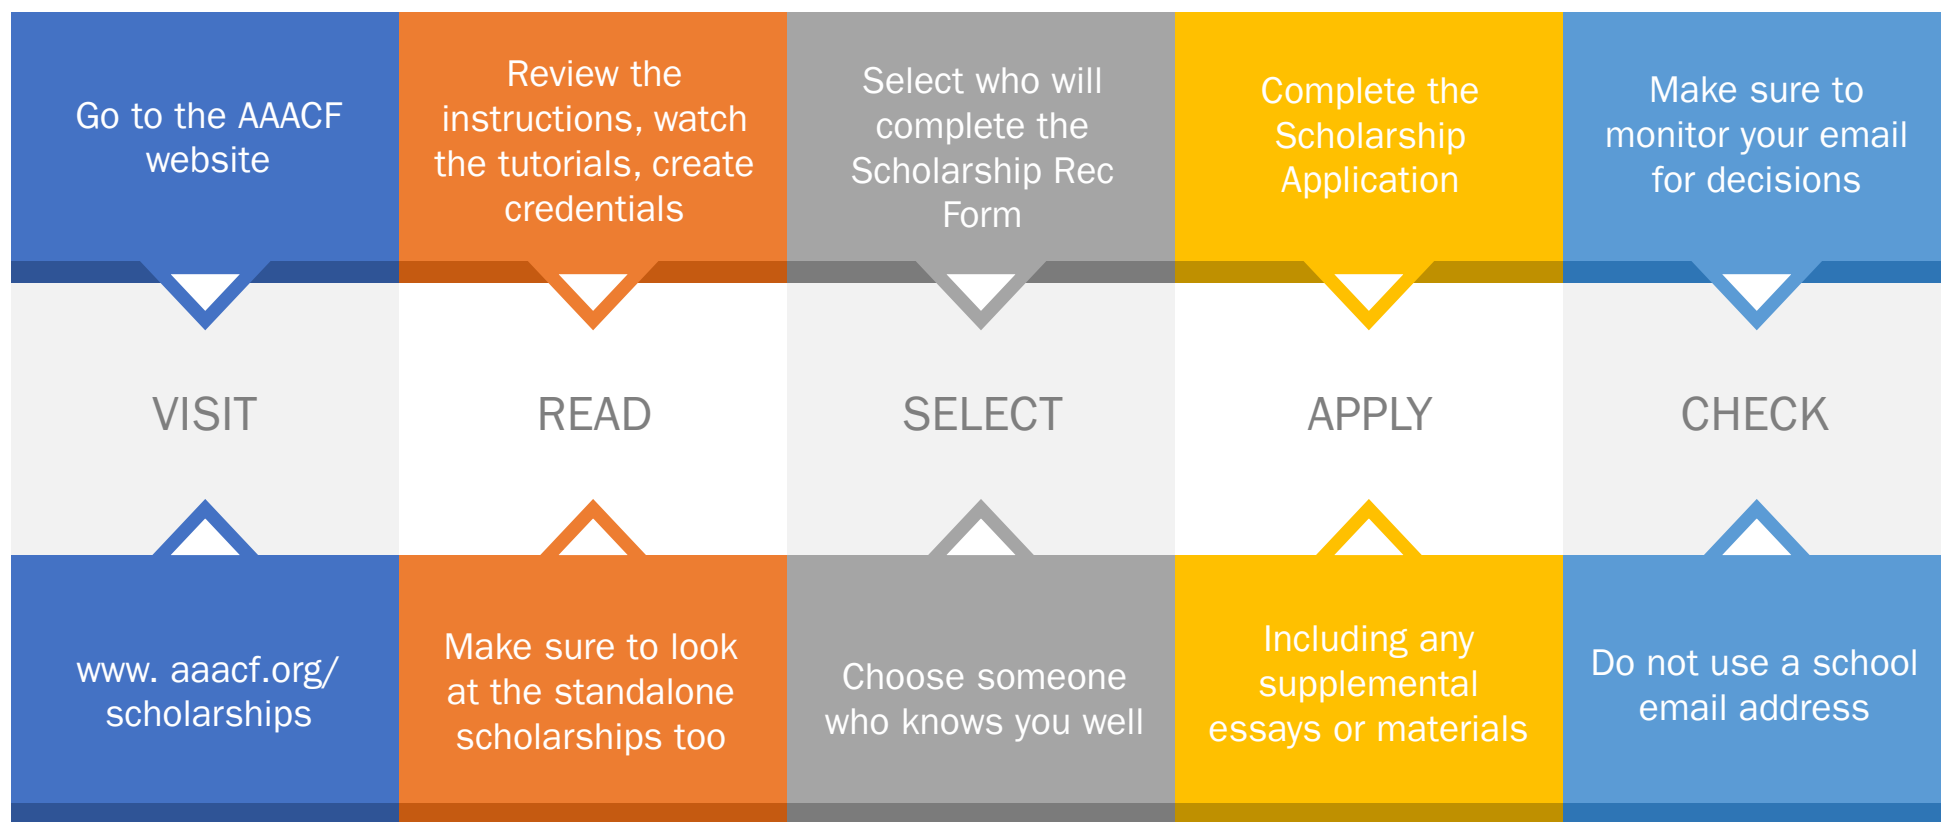 Go to the AAACF
website
Review the
instructions, watch
the tutorials, create
credentials
Select who will
complete the
Scholarship Rec
Form
Complete the
Scholarship
Application
Make sure to
monitor your email
for decisions
VISIT
READ
SELECT
APPLY
CHECK
www. aaacf.org/
scholarships
Make sure to look
at the standalone
scholarships too
Choose someone
who knows you well
Including any
supplemental
essays or materials
Do not use a school
email address